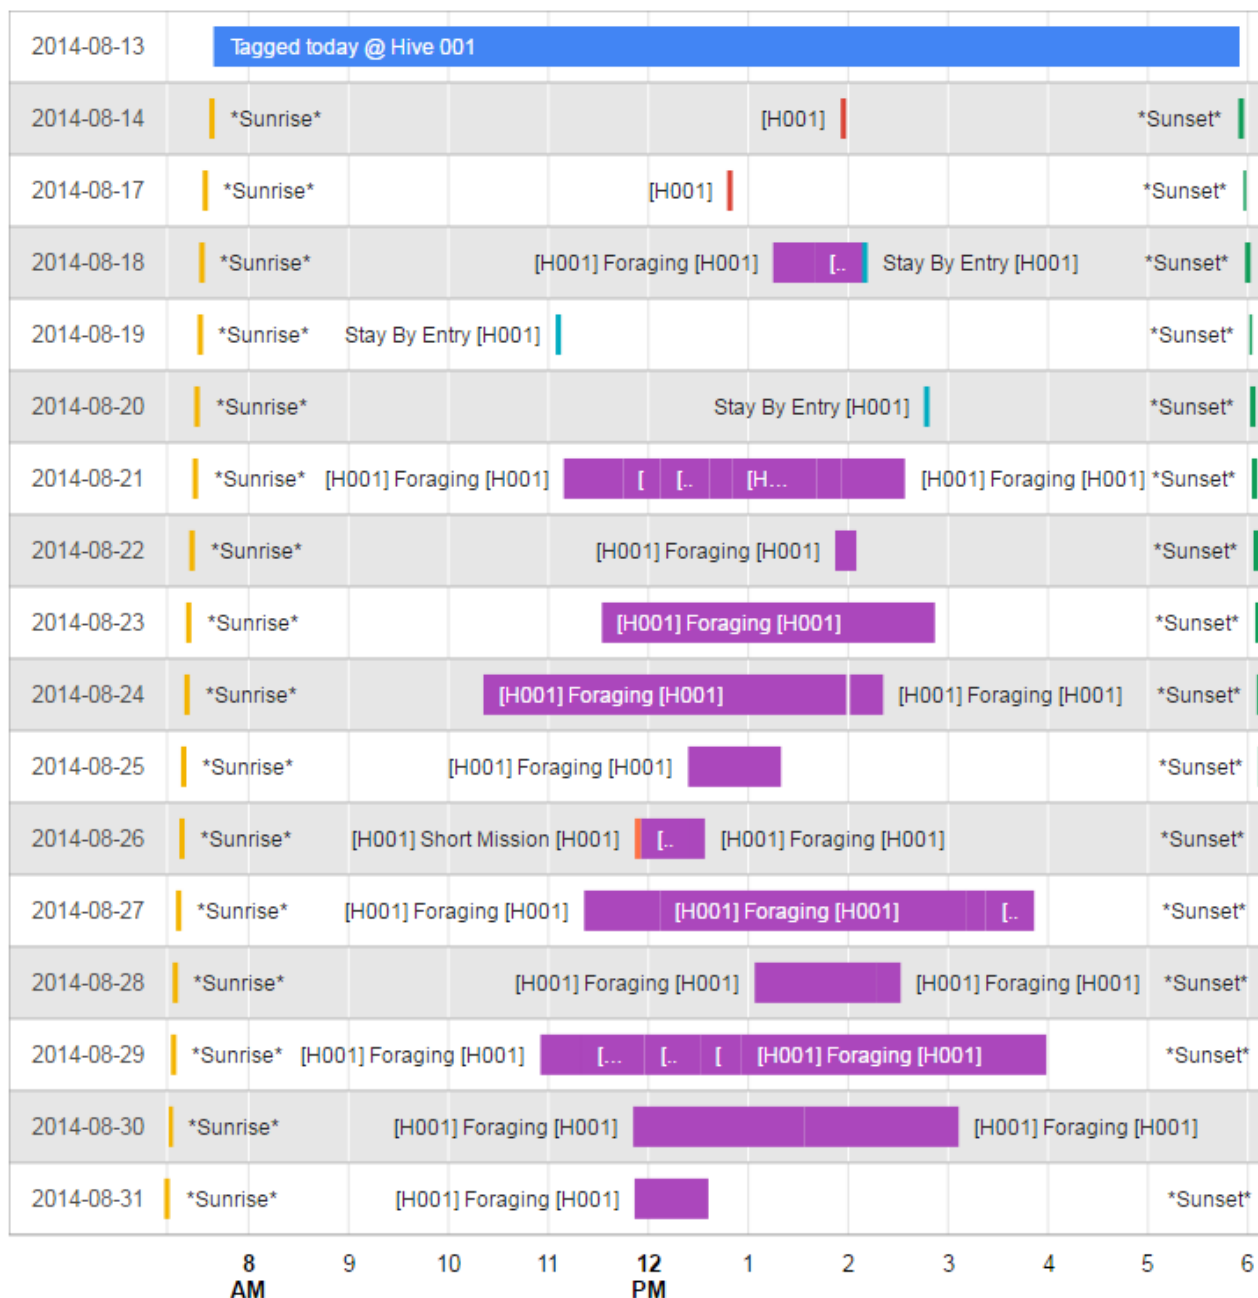 2014-08-13 Tagged today @ Hive 001
2014-08-14 *Sunrise* [H001] *Sunset*
2014-08-17 *Sunrise* [H001] *Sunset*
2014-08-18 *Sunrise* [H001] Foraging [H001] [.. Stay By Entry [H001] *Sunset*
2014-08-19 *Sunrise* Stay By Entry [H001] *Sunset*
2014-08-20 *Sunrise* Stay By Entry [H001] *Sunset*
2014-08-21 *Sunrise* [H001] Foraging [H001] [ [.. [H... [H001] Foraging [H001] *Sunset*
2014-08-22 *Sunrise* [H001] Foraging [H001] *Sunset*
2014-08-23 *Sunrise* [H001] Foraging [H001] *Sunset*
2014-08-24 *Sunrise* [H001] Foraging [H001] [H001] Foraging [H001] *Sunset*
2014-08-25 *Sunrise* [H001] Foraging [H001] *Sunset*
2014-08-26 *Sunrise* [H001] Short Mission [H001] [.. [H001] Foraging [H001] *Sunset*
2014-08-27 *Sunrise* [H001] Foraging [H001] [H001] Foraging [H001] [.. *Sunset*
2014-08-28 *Sunrise* [H001] Foraging [H001] [H001] Foraging [H001] *Sunset*
2014-08-29 *Sunrise* [H001] Foraging [H001] [... [.. [ [H001] Foraging [H001] *Sunset*
2014-08-30 *Sunrise* [H001] Foraging [H001] [H001] Foraging [H001]
2014-08-31 *Sunrise* [H001] Foraging [H001] *Sunset*
8 9 10 11 12 1 2 3 4 5 6
AM PM